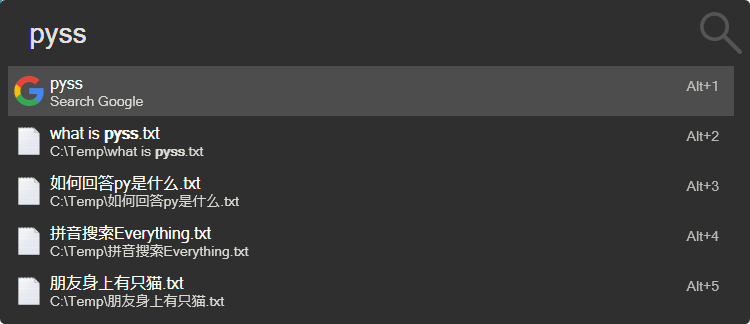 pyss
pyss
Search Google
Alt+1
what is pyss.txt
C:\Temp\what is pyss.txt
Alt+2
如何回答py是什么.txt
C:\Temp\如何回答py是什么.txt
Alt+3
拼音搜索Everything.txt
C:\Temp\拼音搜索Everything.txt
Alt+4
朋友身上有只猫.txt
C:\Temp\朋友身上有只猫.txt
Alt+5